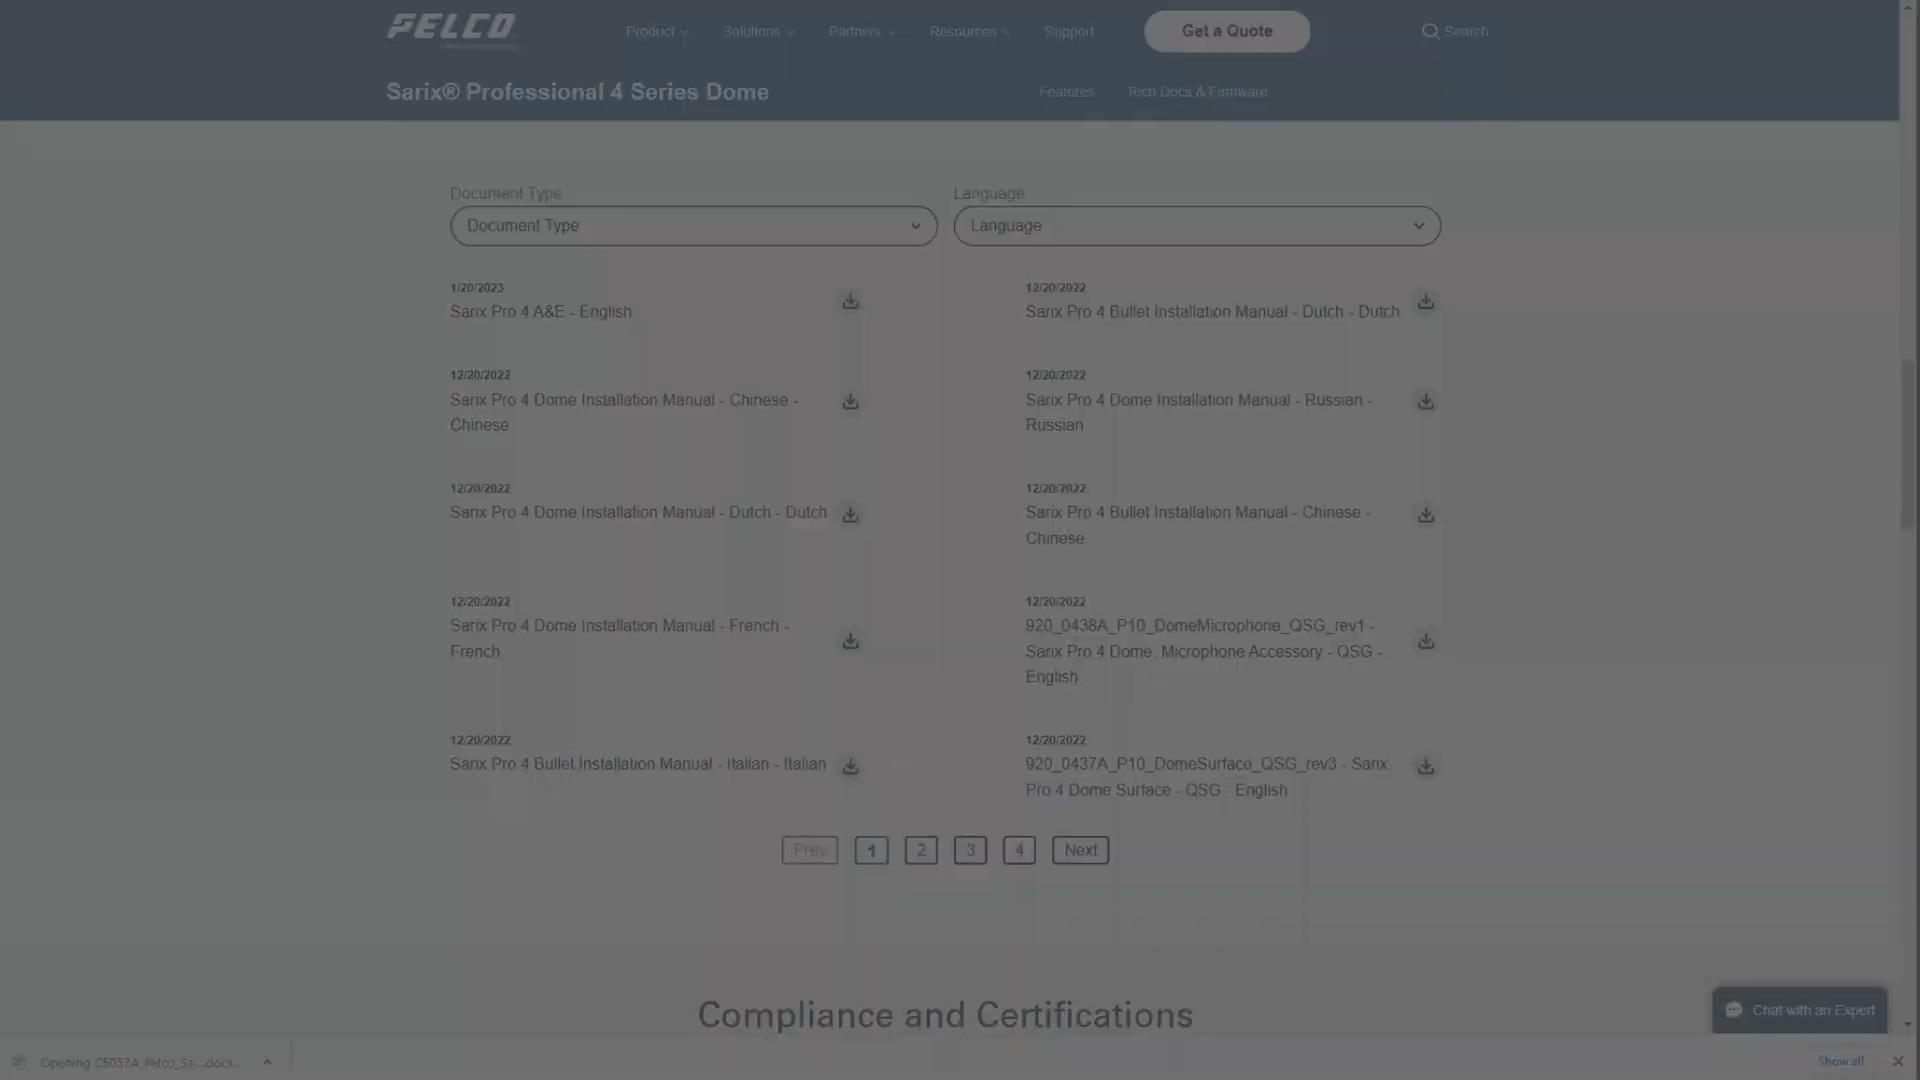 PELCO
Product
Solutions
Partners
Resources
Support
Get a Quote
Search
Sarix® Professional 4 Series Dome
Features
Tech Docs & Firmware
Document Type
Language
Document Type
Language
1/20/2023
Sarix Pro 4 A&E - English
12/20/2022
Sarix Pro 4 Bullet Installation Manual - Dutch - Dutch
12/20/2022
Sarix Pro 4 Dome Installation Manual - Chinese -
Chinese
12/20/2022
Sarix Pro 4 Dome Installation Manual - Russian -
Russian
12/20/2022
Sarix Pro 4 Dome Installation Manual - Dutch - Dutch
12/20/2022
Sarix Pro 4 Bullet Installation Manual - Chinese -
Chinese
12/20/2022
Sarix Pro 4 Dome Installation Manual - French -
French
12/20/2022
920_0438A_P10_DomeMicrophone_QSG_rev1 -
Sarix Pro 4 Dome, Microphone Accessory - QSG -
English
12/20/2022
Sarix Pro 4 Bullet Installation Manual - Italian - Italian
12/20/2022
920_0437A_P10_DomeSurface_QSG_rev3 - Sarix
Pro 4 Dome Surface - QSG - English
Prev
1
2
3
4
Next
Compliance and Certifications
Chat with an Expert
Opening C5057A_Pelco_Sa....docx...
Show all